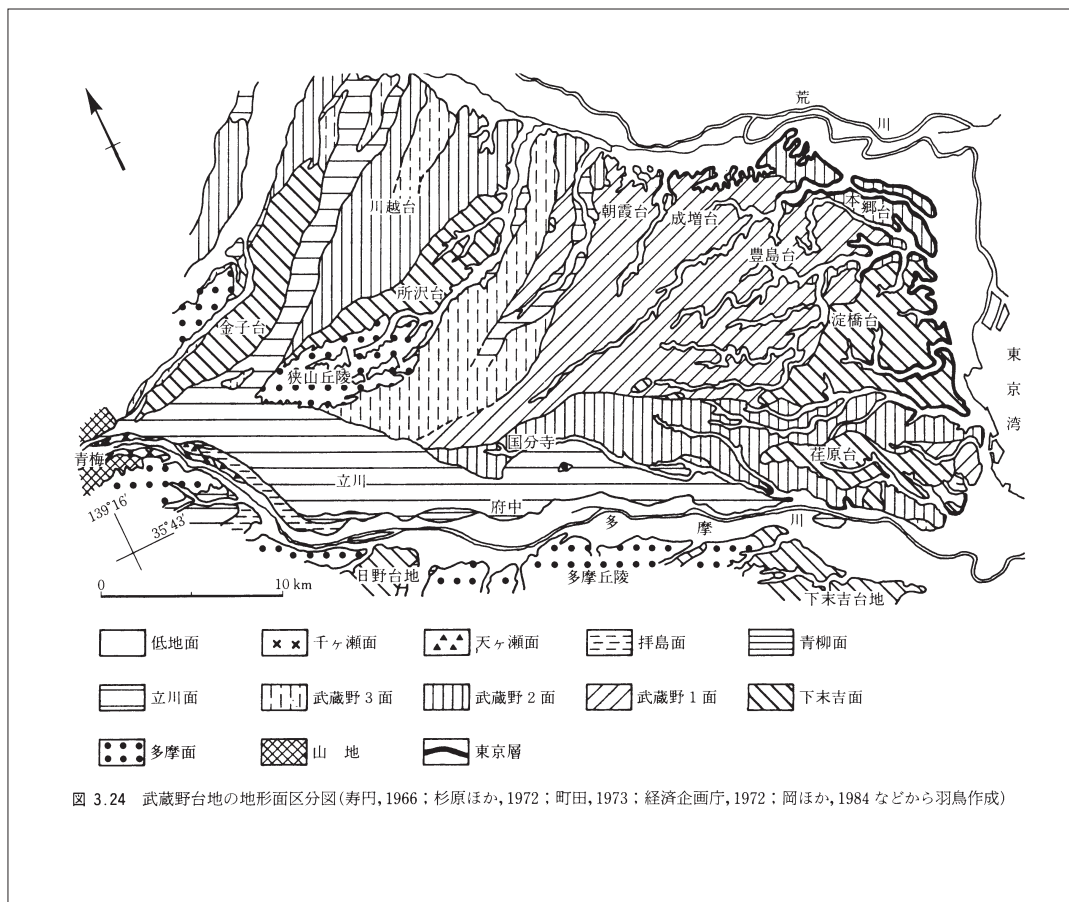 荒
川
川越台
朝霞台
成増台
本郷台
豊島台
所沢台
淀橋台
金子台
狭山丘陵
東
京
湾
国分寺
荏原台
青梅
立川
139°16′
35°43′
府中
多
摩
川
0
10 km
日野台地
多摩丘陵
下末吉台地
低地面
千ヶ瀬面
天ヶ瀬面
拝島面
青柳面
立川面
武蔵野3面
武蔵野2面
武蔵野1面
下末吉面
多摩面
山 地
東京層
図 3.24 武蔵野台地の地形面区分図(寿円,1966;杉原ほか,1972;町田,1973;経済企画庁,1972;岡ほか,1984 などから羽鳥作成)